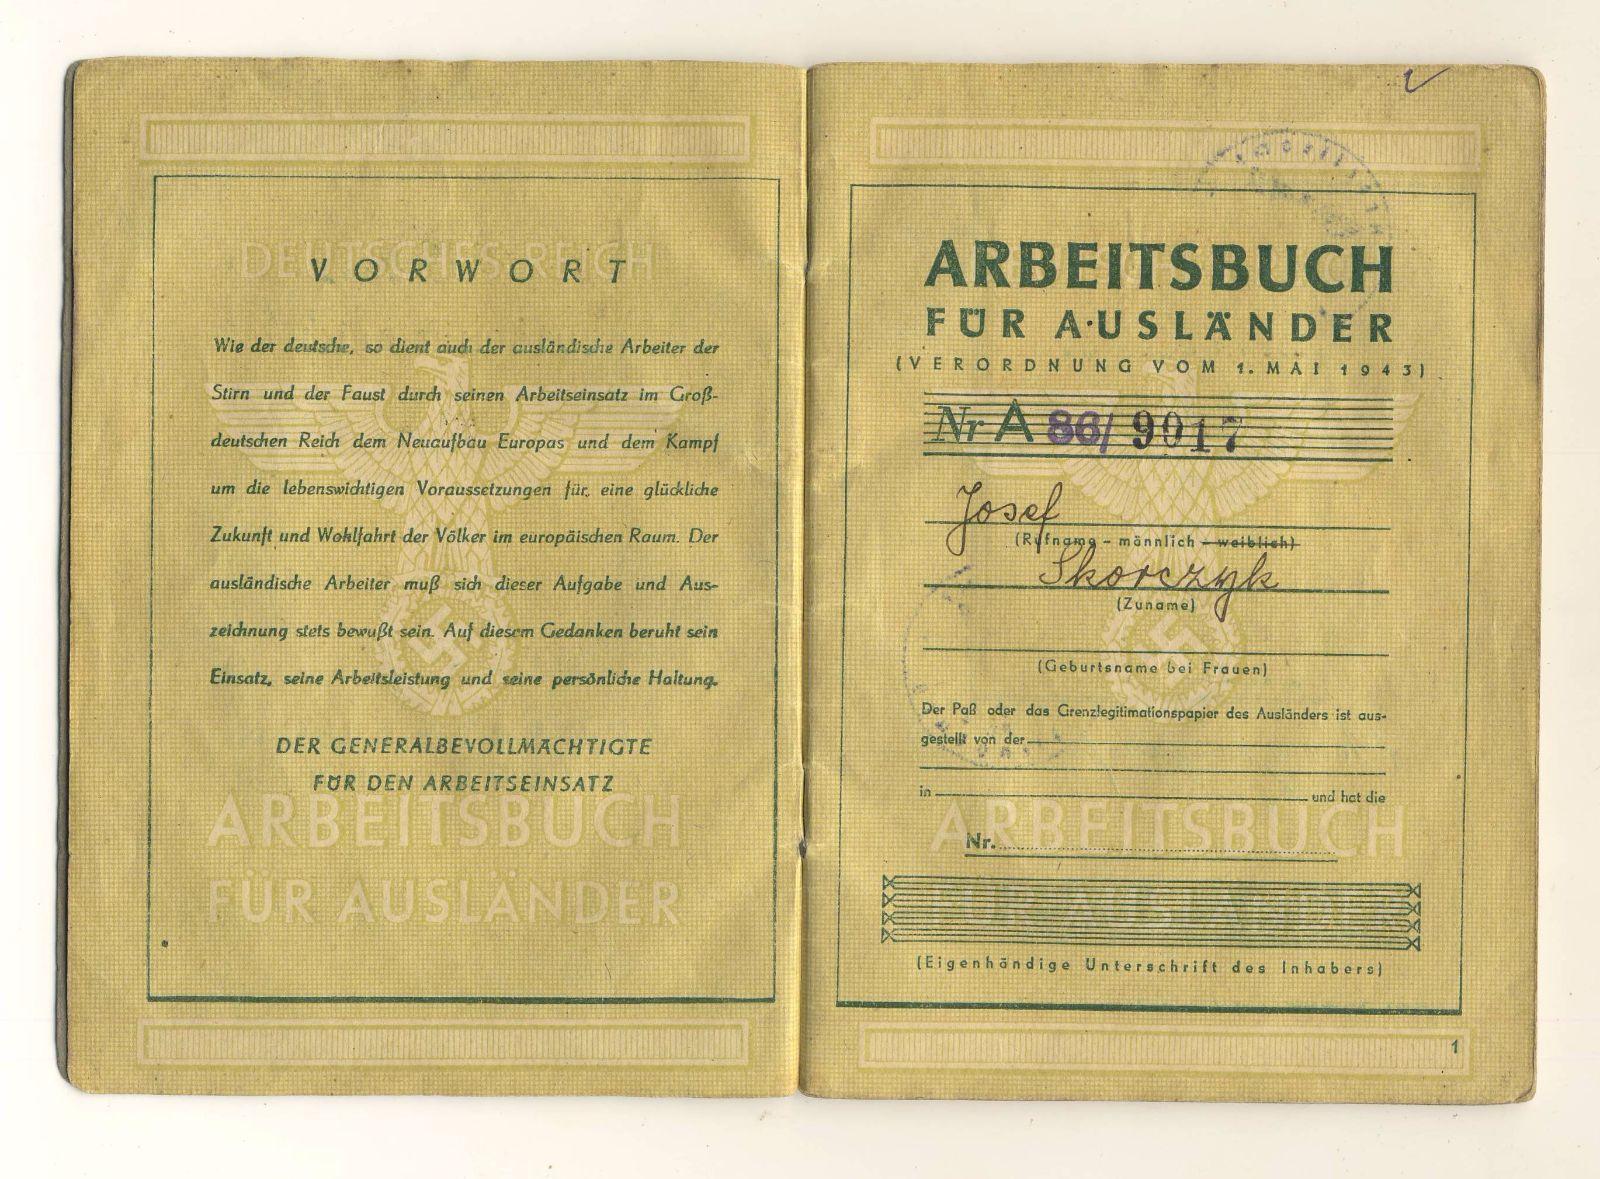 DEUTSCHES REICH
VORWORT
Wie der deutsche, so dient auch der ausländische Arbeiter der
Stirn und der Faust durch seinen Arbeitseinsatz im Groß-
deutschen Reich dem Neuaufbau Europas und dem Kampf
um die lebenswichtigen Voraussetzungen für eine glückliche
Zukunft und Wohlfahrt der Völker im europäischen Raum. Der
ausländische Arbeiter muß sich dieser Aufgabe und Aus-
zeichnung stets bewußt sein. Auf diesem Gedanken beruht sein
Einsatz, seine Arbeitsleistung und seine persönliche Haltung.
DER GENERALBEVOLLMÄCHTIGTE
FÜR DEN ARBEITSEINSATZ
ARBEITSBUCH
FÜR AUSLÄNDER
ARBEITSBUCH
FÜR AUSLÄNDER
(VERORDNUNG VOM 1. MAI 1943)
Nr A 86/9017
Josef
(Rufname - männlich - weiblich)
Skorczyk
(Zuname)
(Geburtsname bei Frauen)
Der Paß oder das Grenzlegitimationspapier des Ausländers ist aus-
gestellt von der
in und hat die
ARBEITSBUCH
Nr.
FÜR AUSLÄNDER
(Eigenhändige Unterschrift des Inhabers)
1